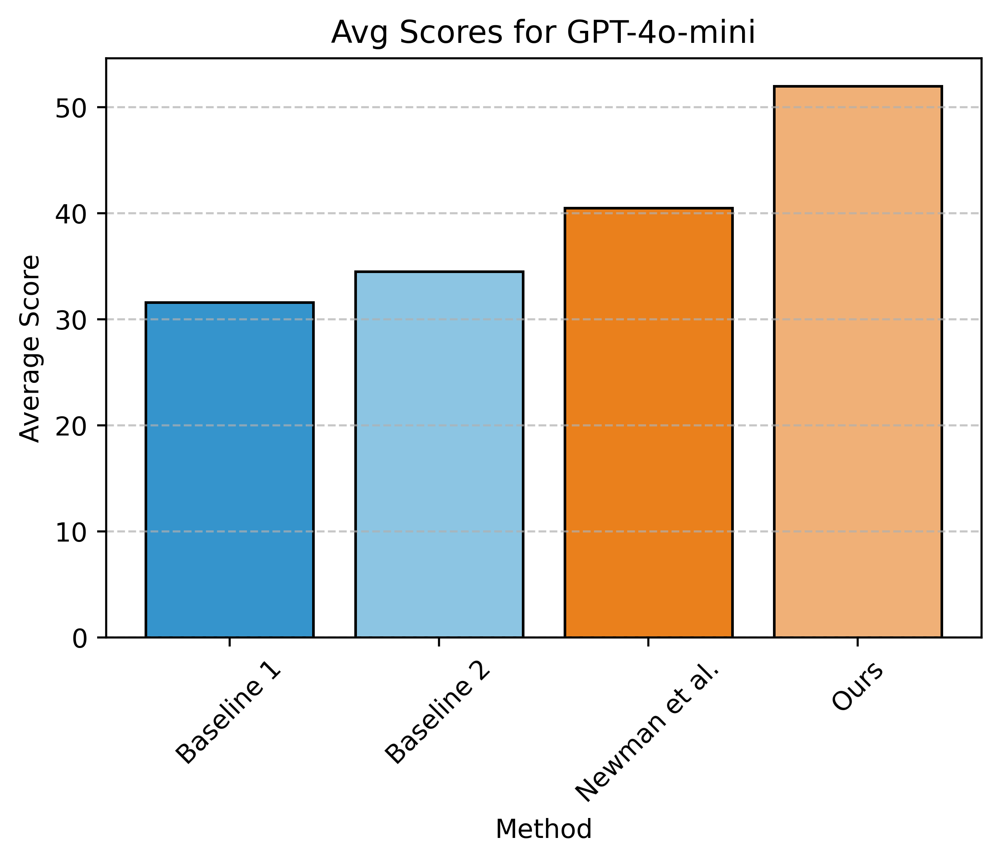 Avg Scores for GPT-4o-mini
Average Score
50
40
30
20
10
0
Baseline 1
Baseline 2
Newman et al.
Ours
Method